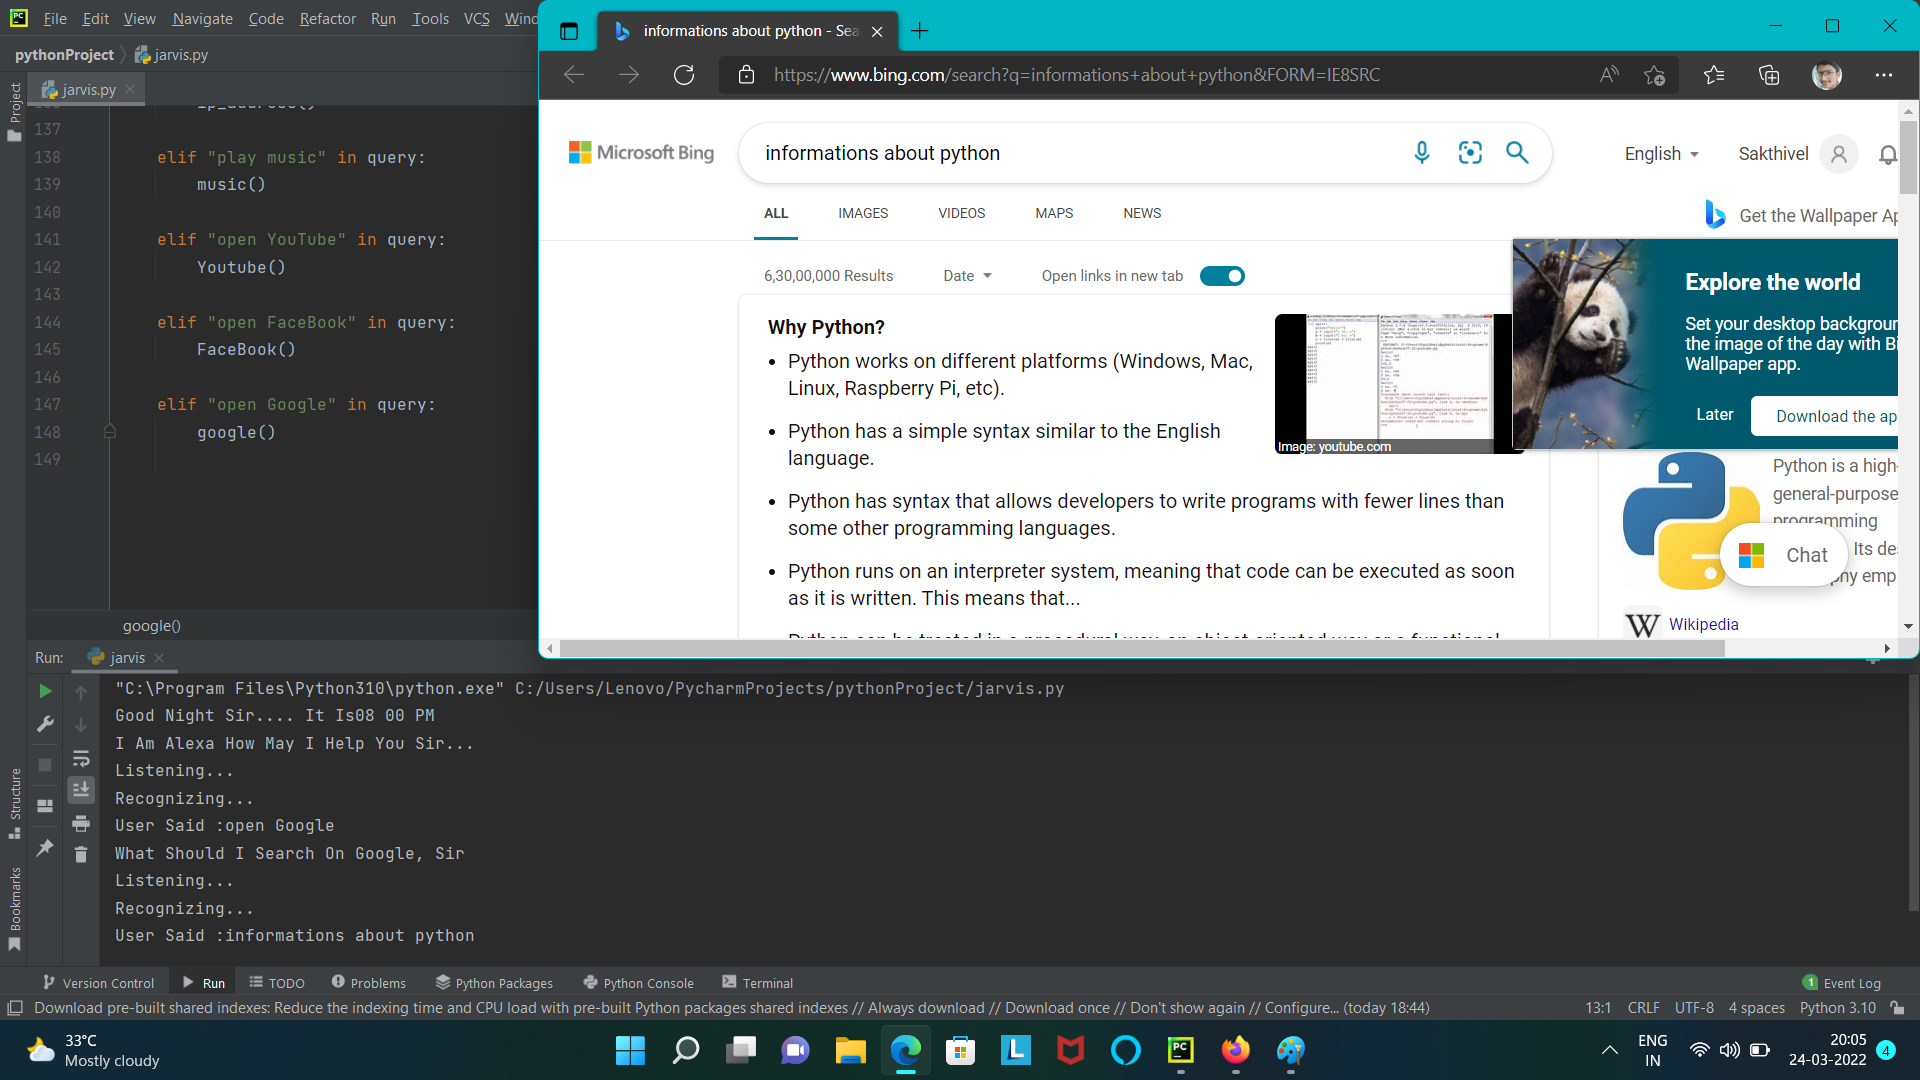 File Edit View Navigate Code Refactor Run Tools VCS Wind
pythonProject jarvis.py
jarvis.py
Project
137
138 elif "play music" in query:
139 music()
140
141 elif "open YouTube" in query:
142 Youtube()
143
144 elif "open FaceBook" in query:
145 FaceBook()
146
147 elif "open Google" in query:
148 google()
149
google()
informations about python - Sea
https://www.bing.com/search?q=informations+about+python&FORM=IE8SRC
Microsoft Bing
informations about python
English
Sakthivel
ALL IMAGES VIDEOS MAPS NEWS
Get the Wallpaper Ap
6,30,00,000 Results Date Open links in new tab
Why Python?
• Python works on different platforms (Windows, Mac,
Linux, Raspberry Pi, etc).
• Python has a simple syntax similar to the English
language.
• Python has syntax that allows developers to write programs with fewer lines than
some other programming languages.
• Python runs on an interpreter system, meaning that code can be executed as soon
as it is written. This means that...
Image: youtube.com
Explore the world
Set your desktop backgroun
the image of the day with Bi
Wallpaper app.
Later Download the ap
Python is a high-
general-purpose
programming
Its de
phy emp
Chat
Wikipedia
Run: jarvis
"C:\Program Files\Python310\python.exe" C:/Users/Lenovo/PycharmProjects/pythonProject/jarvis.py
Good Night Sir.... It Is08 00 PM
I Am Alexa How May I Help You Sir...
Listening...
Recognizing...
User Said :open Google
What Should I Search On Google, Sir
Listening...
Recognizing...
User Said :informations about python
Structure
Bookmarks
Version Control Run TODO Problems Python Packages Python Console Terminal
1 Event Log
Download pre-built shared indexes: Reduce the indexing time and CPU load with pre-built Python packages shared indexes // Always download // Download once // Don't show again // Configure... (today 18:44)
13:1 CRLF UTF-8 4 spaces Python 3.10
33°C
Mostly cloudy
ENG
IN
20:05
24-03-2022
4